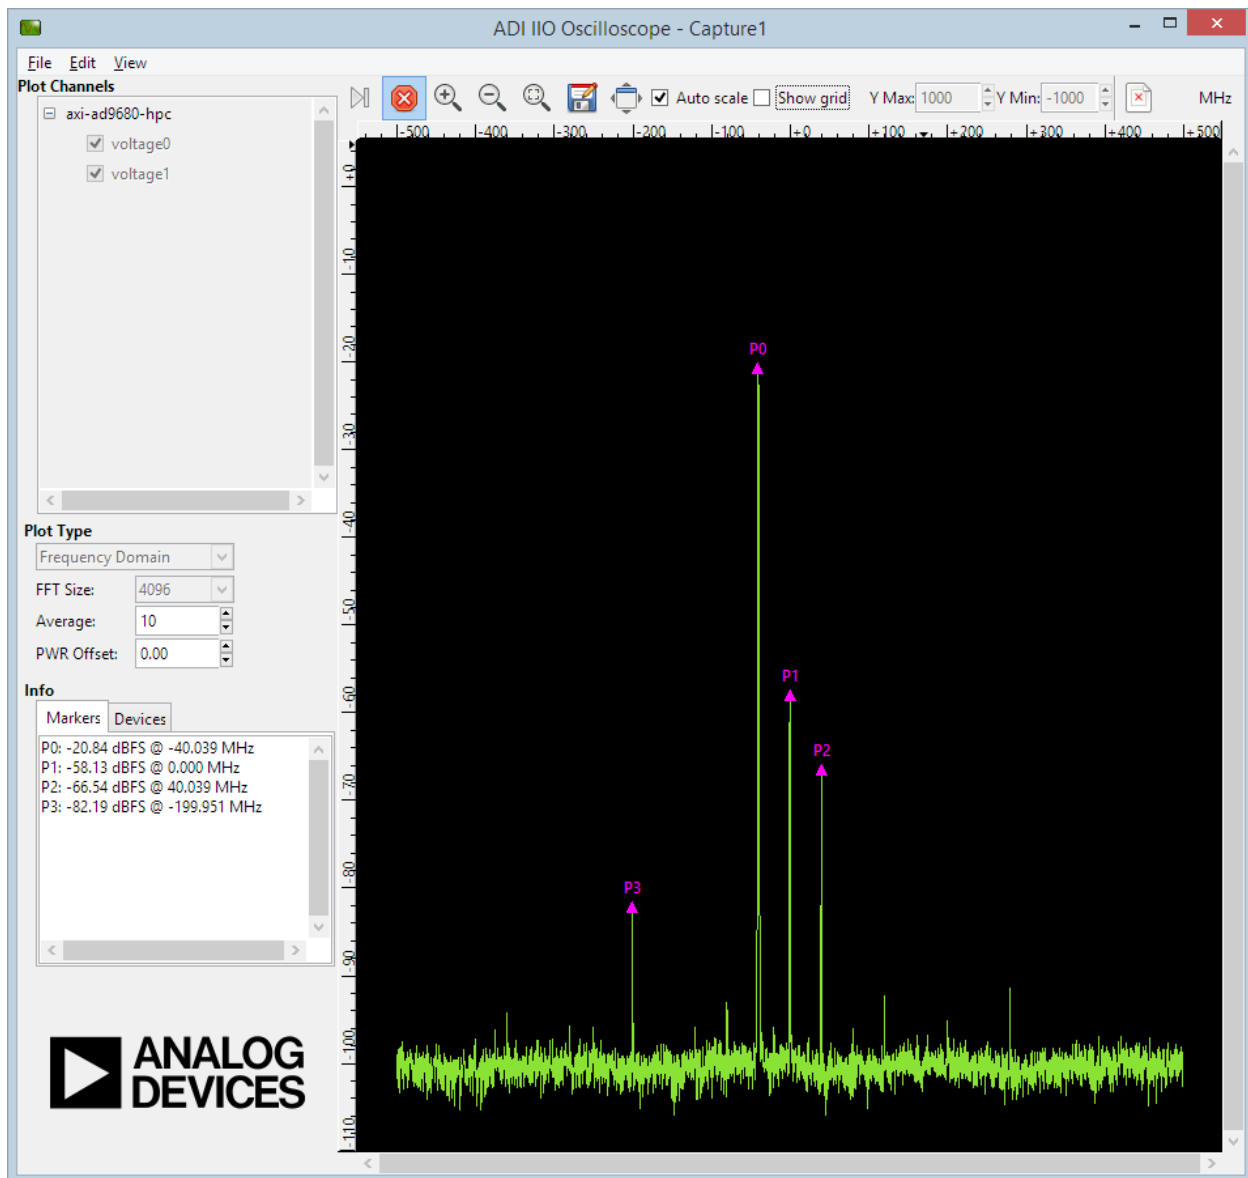 ADI IIO Oscilloscope - Capture1
File Edit View
Plot Channels
axi-ad9680-hpc
voltage0
voltage1
Auto scale Show grid Y Max: 1000 Y Min: -1000 MHz
-500 -400 -300 -200 -100 +0 +100 +200 +300 +400 +500
+0
-10
-20
-30
-40
-50
-60
-70
-80
-90
-100
-110
P0
P1
P2
P3
Plot Type
Frequency Domain
FFT Size: 4096
Average: 10
PWR Offset: 0.00
Info
Markers Devices
P0: -20.84 dBFS @ -40.039 MHz
P1: -58.13 dBFS @ 0.000 MHz
P2: -66.54 dBFS @ 40.039 MHz
P3: -82.19 dBFS @ -199.951 MHz
ANALOG
DEVICES